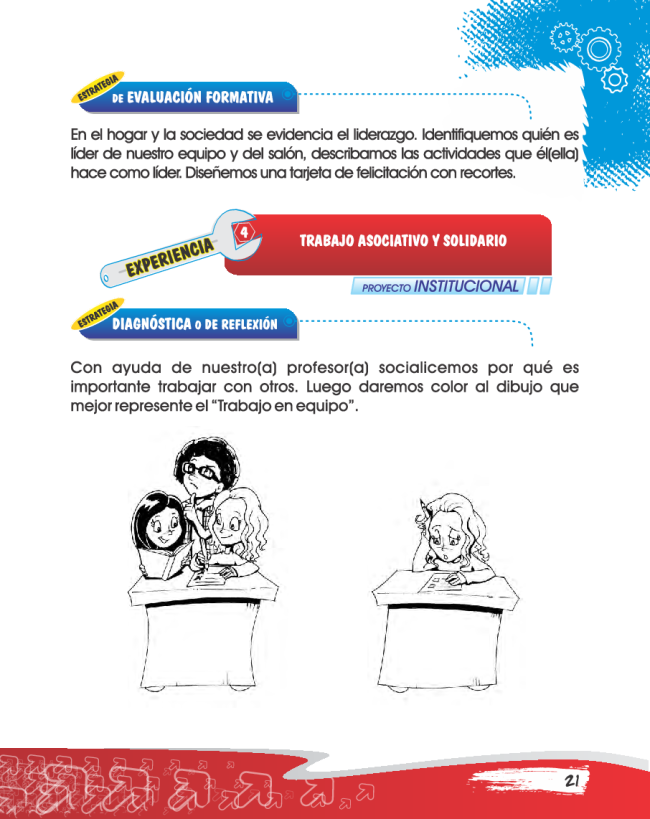 ESTRATEGIA
DE EVALUACIÓN FORMATIVA
En el hogar y la sociedad se evidencia el liderazgo. Identifiquemos quién es
líder de nuestro equipo y del salón, describamos las actividades que él(ella)
hace como líder. Diseñemos una tarjeta de felicitación con recortes.
EXPERIENCIA 4
TRABAJO ASOCIATIVO Y SOLIDARIO
PROYECTO INSTITUCIONAL
ESTRATEGIA
DIAGNÓSTICA O DE REFLEXIÓN
Con ayuda de nuestro(a) profesor(a) socialicemos por qué es
importante trabajar con otros. Luego daremos color al dibujo que
mejor represente el “Trabajo en equipo”.
21